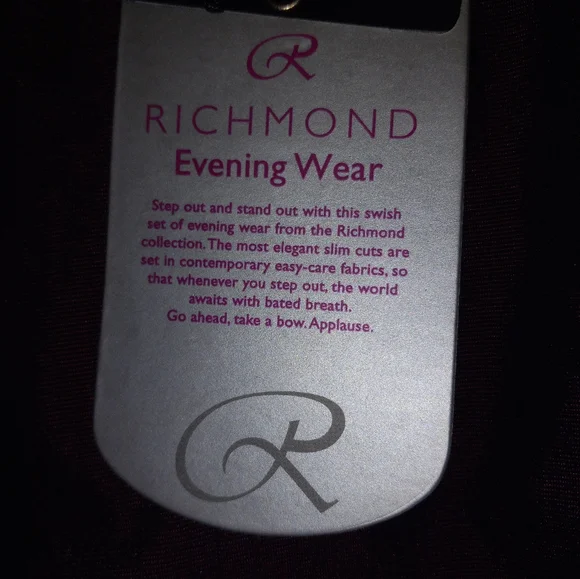 R
RICHMOND
Evening Wear
Step out and stand out with this swish
set of evening wear from the Richmond
collection. The most elegant slim cuts are
set in contemporary easy-care fabrics, so
that whenever you step out, the world
awaits with bated breath.
Go ahead, take a bow. Applause.
R